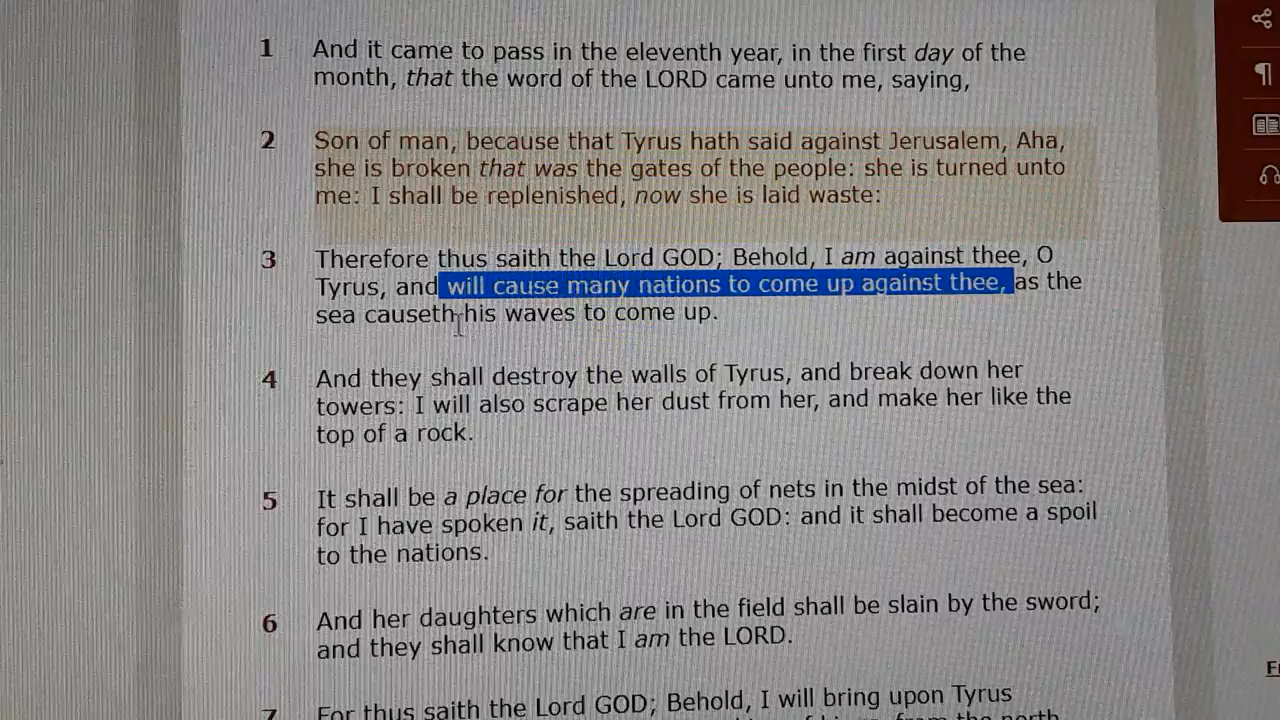 1 And it came to pass in the eleventh year, in the first day of the
month, that the word of the LORD came unto me, saying,
2 Son of man, because that Tyrus hath said against Jerusalem, Aha,
she is broken that was the gates of the people: she is turned unto
me: I shall be replenished, now she is laid waste:
3 Therefore thus saith the Lord GOD; Behold, I am against thee, O
Tyrus, and will cause many nations to come up against thee, as the
sea causeth his waves to come up.
4 And they shall destroy the walls of Tyrus, and break down her
towers: I will also scrape her dust from her, and make her like the
top of a rock.
5 It shall be a place for the spreading of nets in the midst of the sea:
for I have spoken it, saith the Lord GOD: and it shall become a spoil
to the nations.
6 And her daughters which are in the field shall be slain by the sword;
and they shall know that I am the LORD.
7 For thus saith the Lord GOD; Behold, I will bring upon Tyrus
from the north